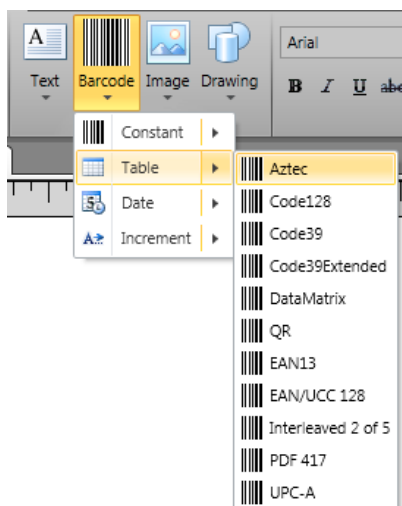 A
Arial
Text Barcode Image Drawing
B I U abc
Constant
Table
Date
Increment
Aztec
Code128
Code39
Code39Extended
DataMatrix
QR
EAN13
EAN/UCC 128
Interleaved 2 of 5
PDF 417
UPC-A